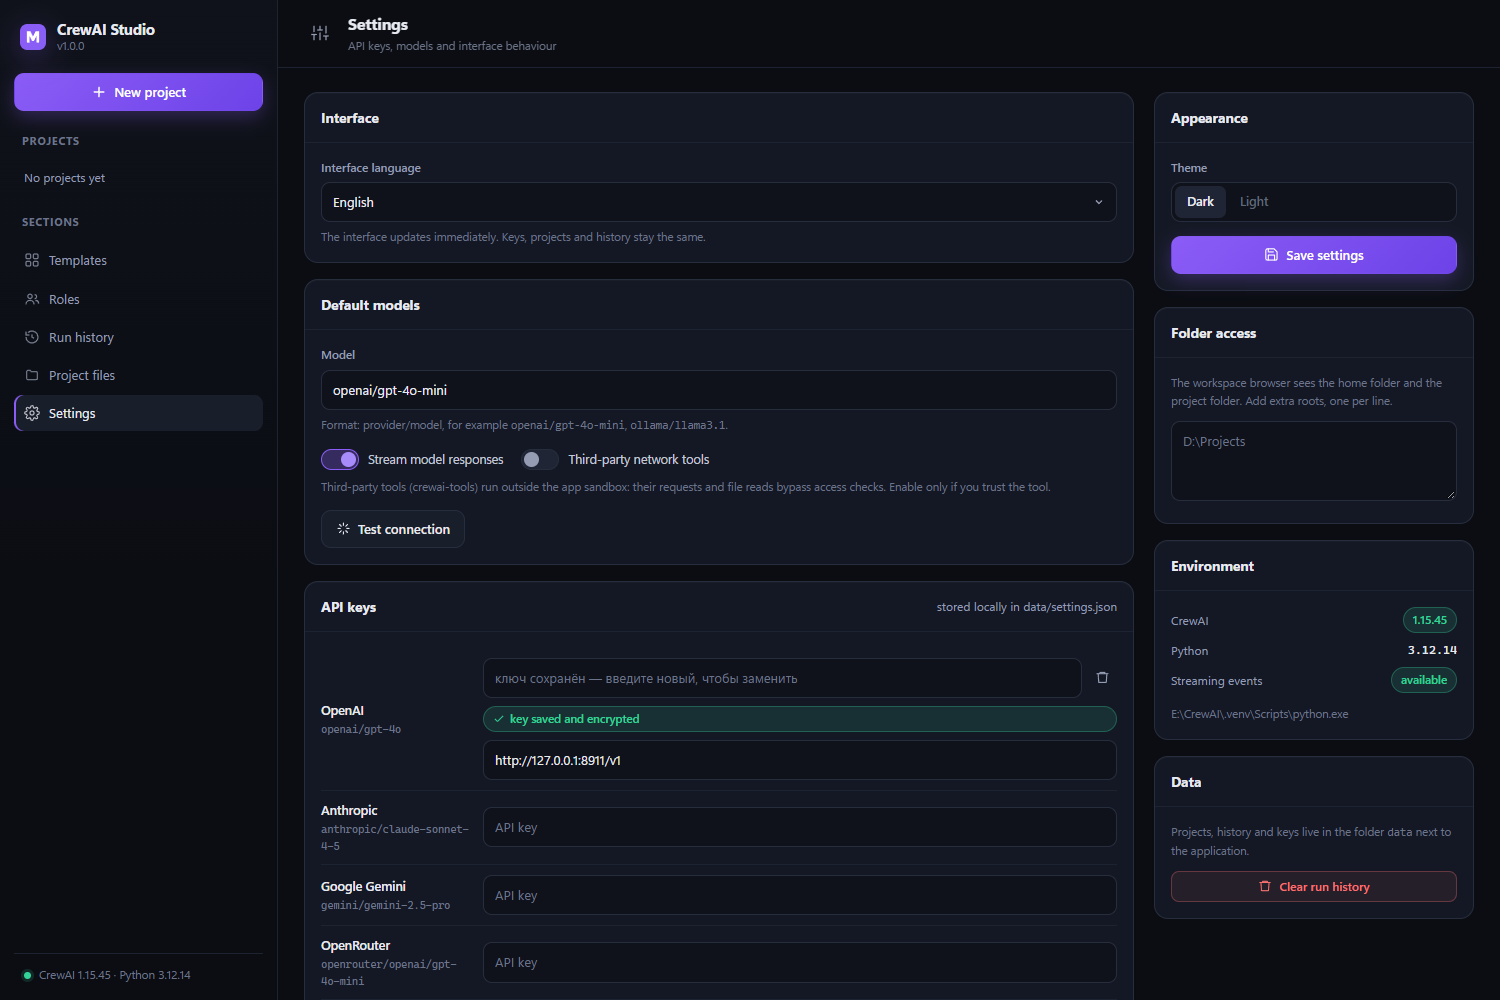 M
CrewAI Studio
v1.0.0
New project
PROJECTS
No projects yet
SECTIONS
Templates
Roles
Run history
Project files
Settings
CrewAI 1.15.45 · Python 3.12.14
Settings
API keys, models and interface behaviour
Interface
Interface language
English
The interface updates immediately. Keys, projects and history stay the same.
Default models
Model
openai/gpt-4o-mini
Format: provider/model, for example openai/gpt-4o-mini, ollama/llama3.1.
Stream model responses
Third-party network tools
Third-party tools (crewai-tools) run outside the app sandbox: their requests and file reads bypass access checks. Enable only if you trust the tool.
Test connection
API keys
stored locally in data/settings.json
OpenAI
openai/gpt-4o
ключ сохранён — введите новый, чтобы заменить
key saved and encrypted
http://127.0.0.1:8911/v1
Anthropic
anthropic/claude-sonnet-
4-5
API key
Google Gemini
gemini/gemini-2.5-pro
API key
OpenRouter
openrouter/openai/gpt-
4o-mini
API key
Appearance
Theme
Dark
Light
Save settings
Folder access
The workspace browser sees the home folder and the
project folder. Add extra roots, one per line.
D:\Projects
Environment
CrewAI
1.15.45
Python
3.12.14
Streaming events
available
E:\CrewAI\.venv\Scripts\python.exe
Data
Projects, history and keys live in the folder data next to
the application.
Clear run history